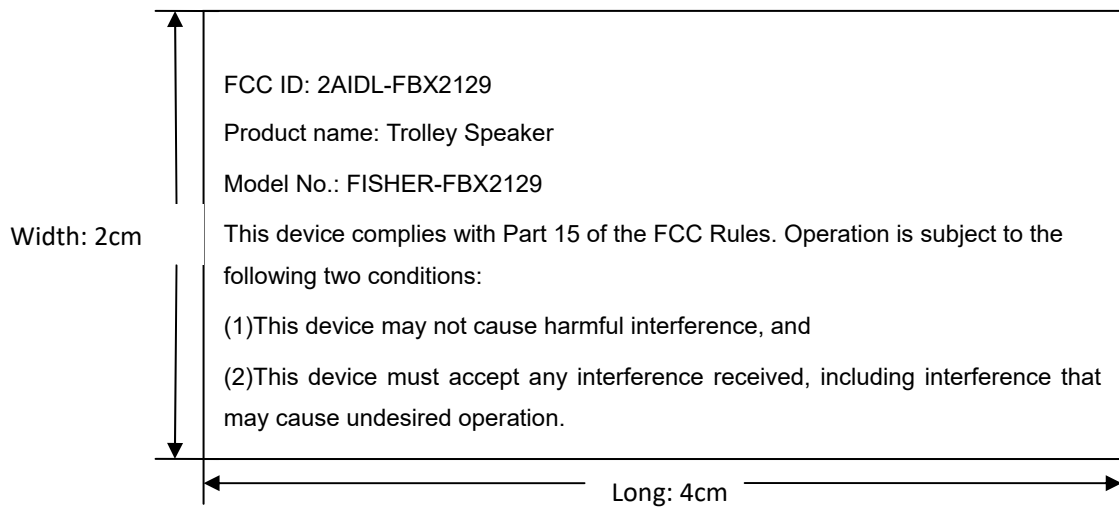 FCC ID: 2AIDL-FBX2129
Product name: Trolley Speaker
Model No.: FISHER-FBX2129
Width: 2cm
This device complies with Part 15 of the FCC Rules. Operation is subject to the
following two conditions:
(1)This device may not cause harmful interference, and
(2)This device must accept any interference received, including interference that
may cause undesired operation.
Long: 4cm